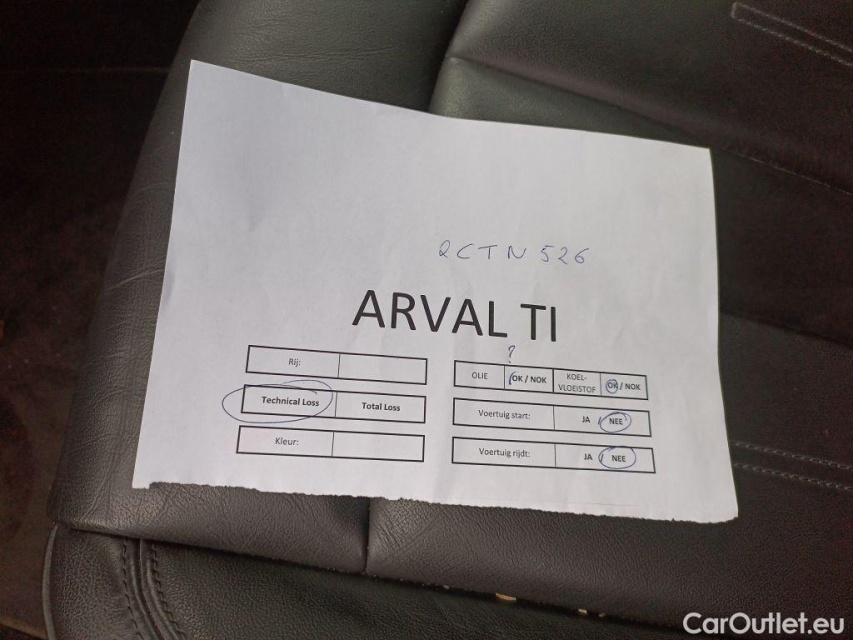 2CTN526
ARVAL TI
?
Rij:
Technical Loss Total Loss
Kleur:
OLIE OK / NOK KOEL-VLOEISTOF OK / NOK
Voertuig start: JA NEE
Voertuig rijdt: JA NEE
CarOutlet.eu